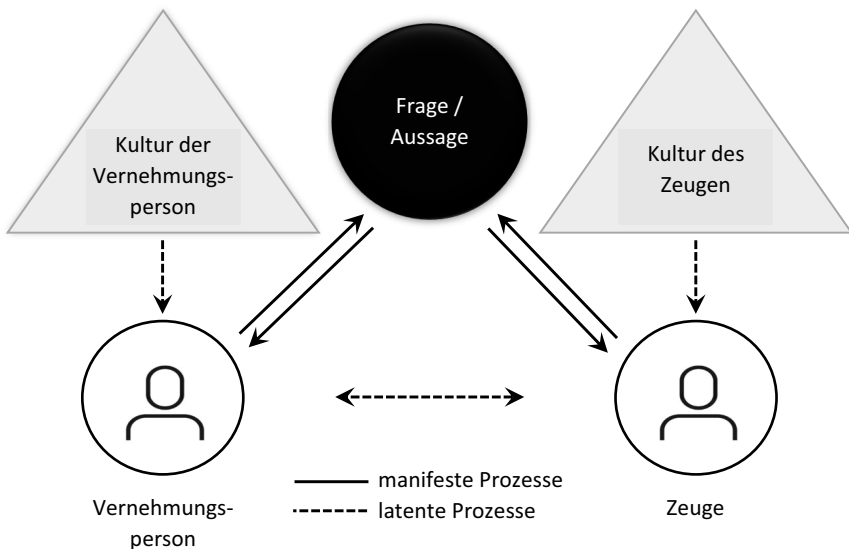 Kultur der
Vernehmungs-
person
Frage /
Aussage
Kultur des
Zeugen
Vernehmungs-
person
manifeste Prozesse
latente Prozesse
Zeuge